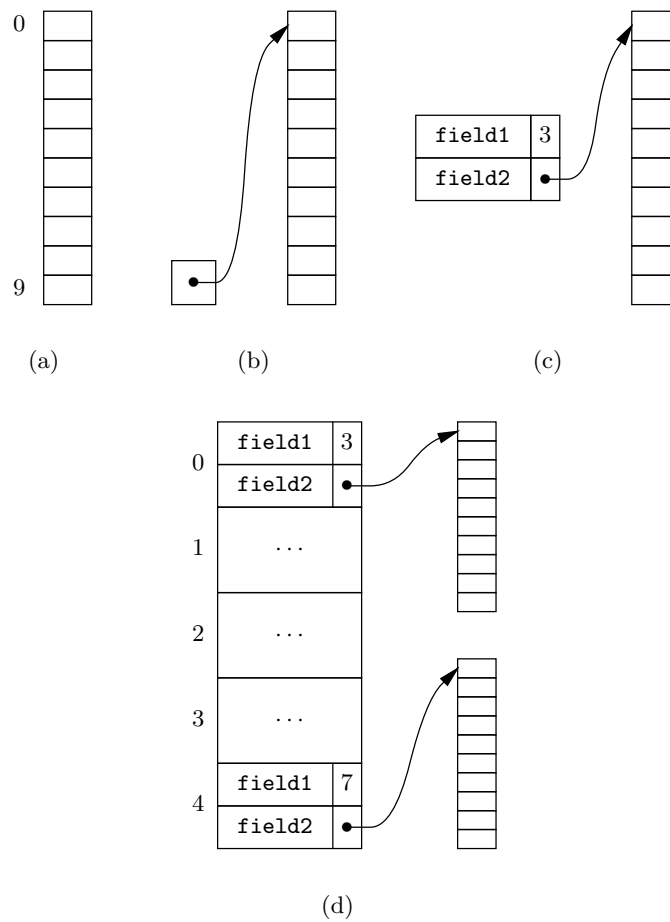 0
9
field1 3
field2
(a)
(b)
(c)
0
field1 3
field2
1
...
2
...
3
...
4
field1 7
field2
(d)